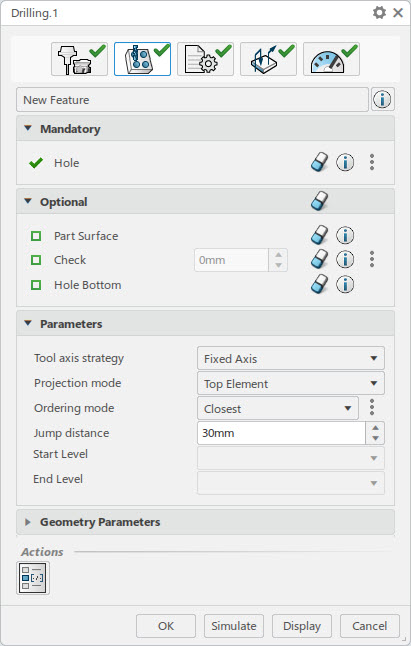 Drilling.1
New Feature
Mandatory
Hole
Optional
Part Surface
Check 0mm
Hole Bottom
Parameters
Tool axis strategy Fixed Axis
Projection mode Top Element
Ordering mode Closest
Jump distance 30mm
Start Level
End Level
Geometry Parameters
Actions
OK Simulate Display Cancel